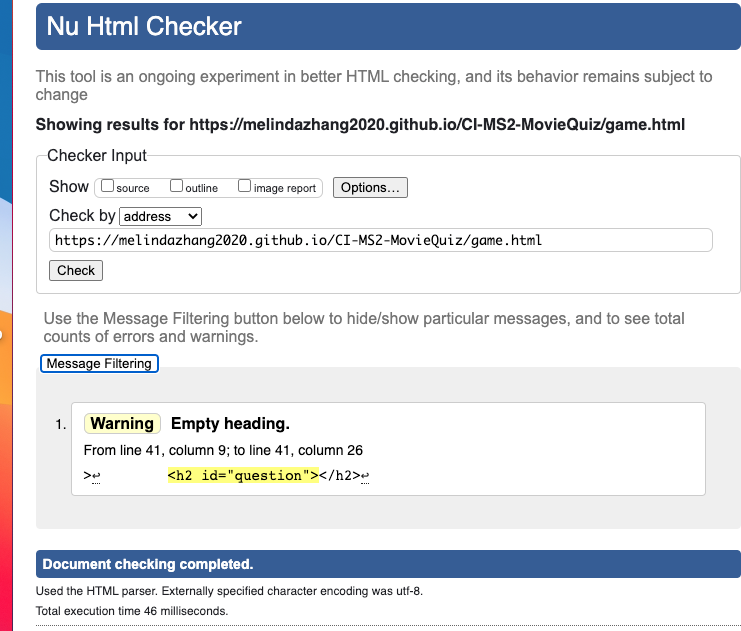 Nu Html Checker
This tool is an ongoing experiment in better HTML checking, and its behavior remains subject to
change
Showing results for https://melindazhang2020.github.io/CI-MS2-MovieQuiz/game.html
Checker Input
Show source outline image report Options...
Check by address
https://melindazhang2020.github.io/CI-MS2-MovieQuiz/game.html
Check
Use the Message Filtering button below to hide/show particular messages, and to see total
counts of errors and warnings.
Message Filtering
1. Warning Empty heading.
From line 41, column 9; to line 41, column 26
>↩ <h2 id="question"></h2>↩
Document checking completed.
Used the HTML parser. Externally specified character encoding was utf-8.
Total execution time 46 milliseconds.